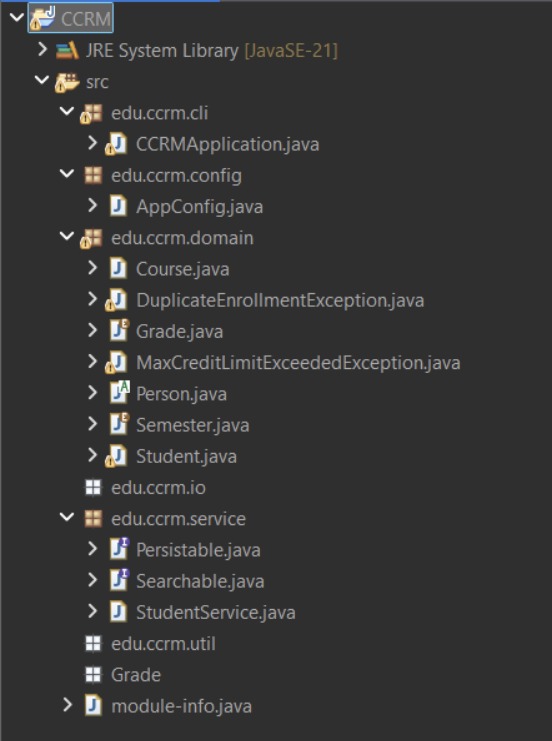 CCRM
JRE System Library [JavaSE-21]
src
edu.ccrm.cli
CCRMApplication.java
edu.ccrm.config
AppConfig.java
edu.ccrm.domain
Course.java
DuplicateEnrollmentException.java
Grade.java
MaxCreditLimitExceededException.java
Person.java
Semester.java
Student.java
edu.ccrm.io
edu.ccrm.service
Persistable.java
Searchable.java
StudentService.java
edu.ccrm.util
Grade
module-info.java